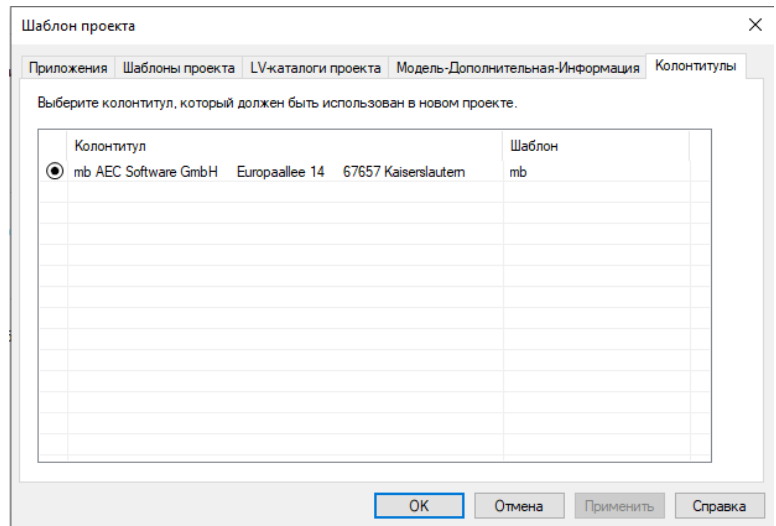 Шаблон проекта
Приложения Шаблоны проекта LV-каталоги проекта Модель-Дополнительная-Информация Колонтитулы
Выберите колонтитул, который должен быть использован в новом проекте.
Колонтитул Шаблон
mb AEC Software GmbH Europaallee 14 67657 Kaiserslautern mb
OK Отмена Применить Справка